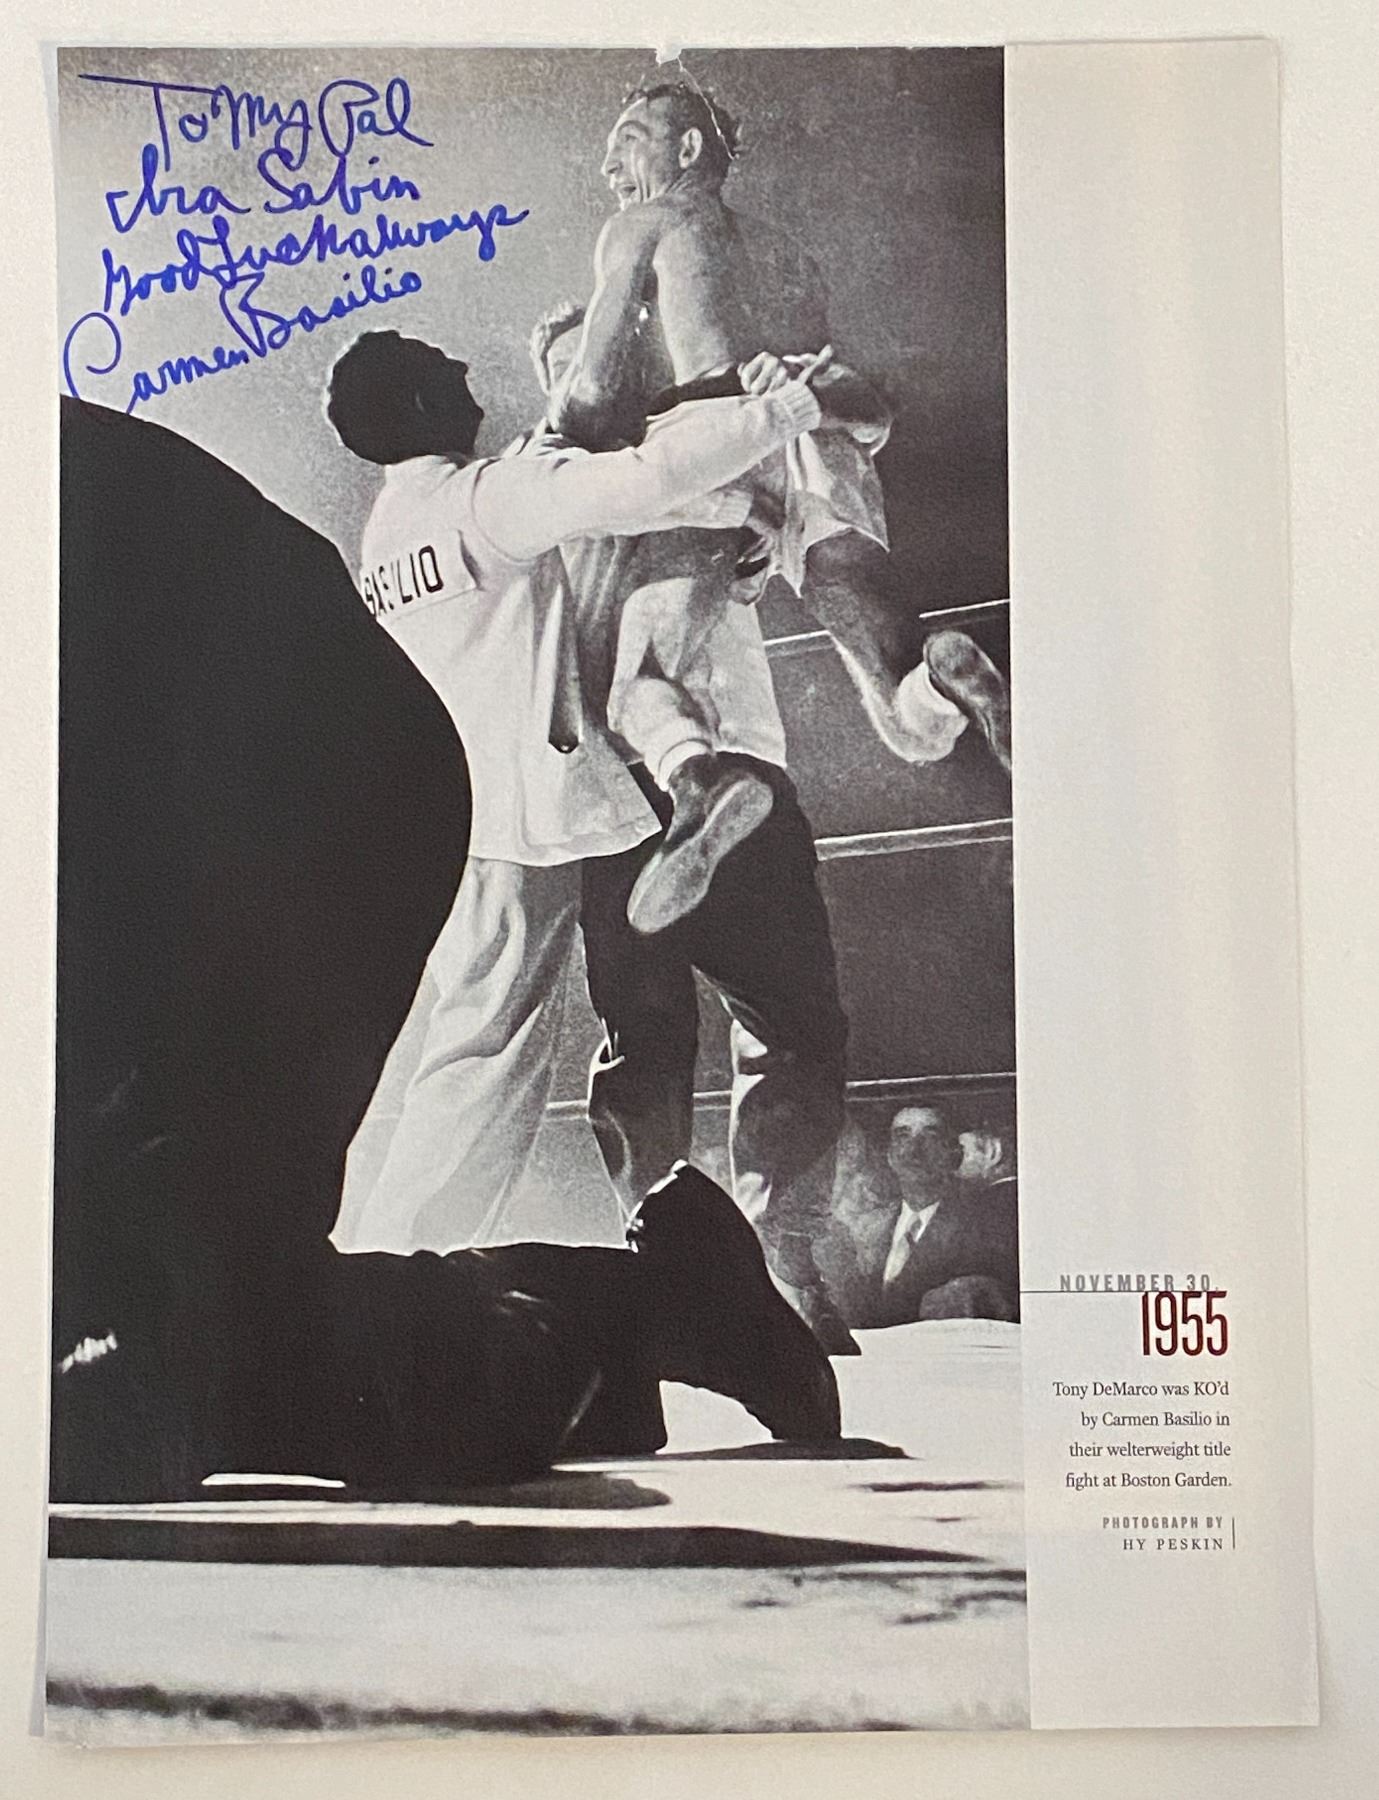 To My Pal
Ira Sabin
Good Luck always
Carmen Basilio
BASILIO
NOVEMBER 30,
1955
Tony DeMarco was KO'd
by Carmen Basilio in
their welterweight title
fight at Boston Garden.
PHOTOGRAPH BY
HY PESKIN